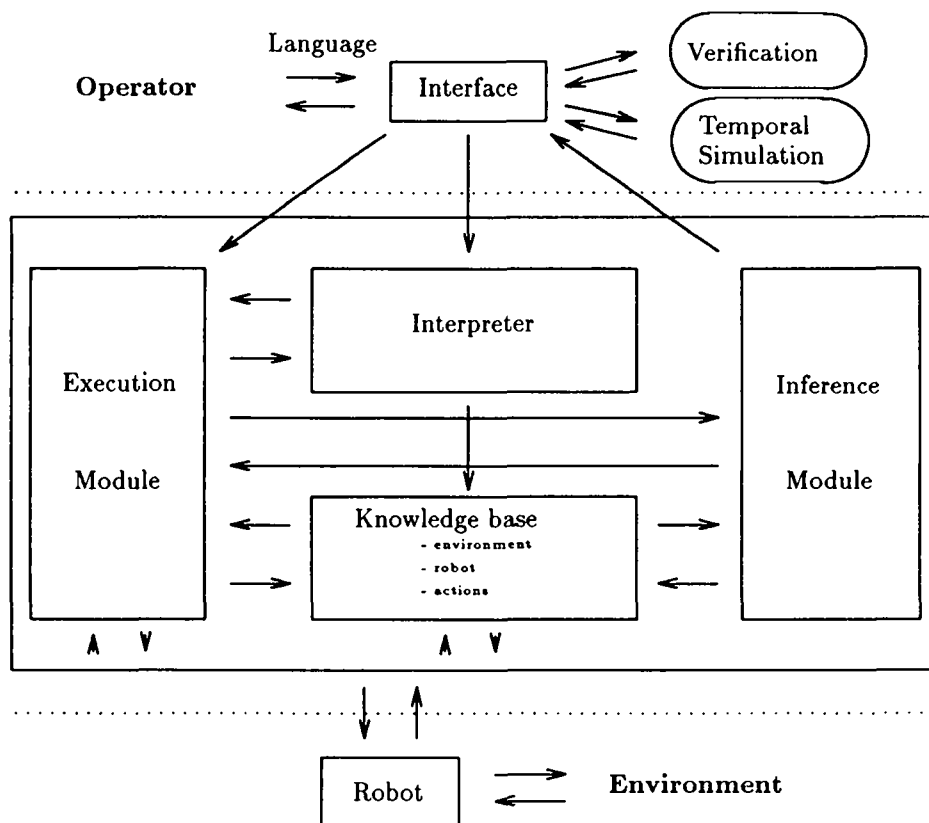 Language
Operator
Interface
Verification
Temporal
Simulation
Interpreter
Execution
Module
Inference
Module
Knowledge base
- environment
- robot
- actions
Robot
Environment